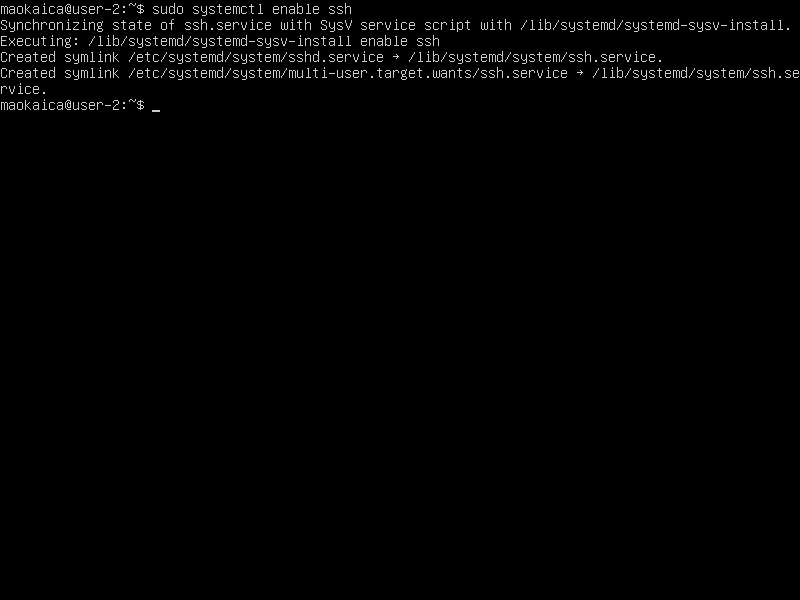 maokaica@user-2:~$ sudo systemctl enable ssh
Synchronizing state of ssh.service with SysV service script with /lib/systemd/systemd-sysv-install.
Executing: /lib/systemd/systemd-sysv-install enable ssh
Created symlink /etc/systemd/system/sshd.service → /lib/systemd/system/ssh.service.
Created symlink /etc/systemd/system/multi-user.target.wants/ssh.service → /lib/systemd/system/ssh.se
rvice.
maokaica@user-2:~$ _